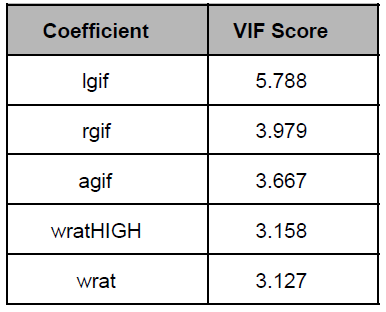 Coefficient VIF Score
lgif 5.788
rgif 3.979
agif 3.667
wratHIGH 3.158
wrat 3.127